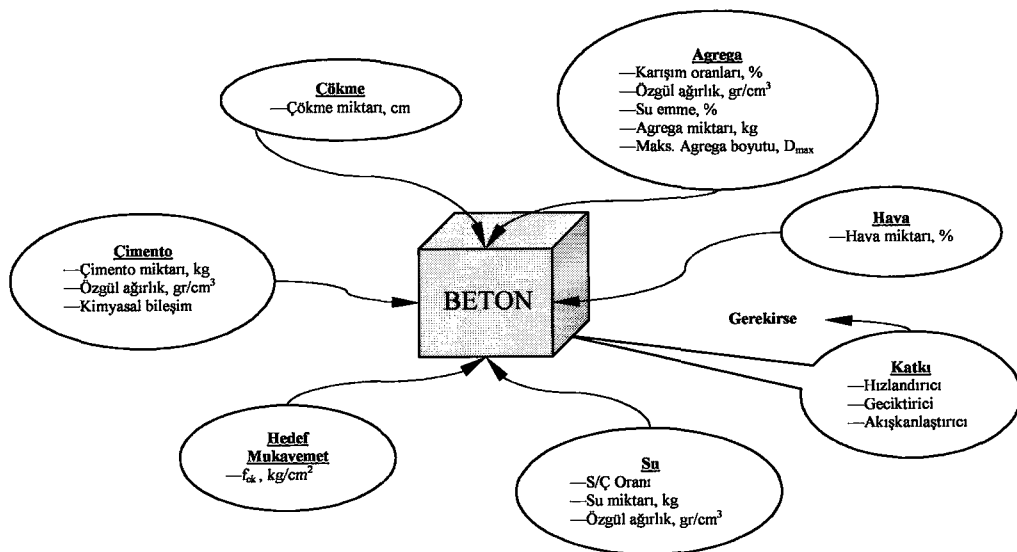 Agrega
—Karışım oranları, %
—Özgül ağırlık, gr/cm³
—Su emme, %
—Agrega miktarı, kg
—Maks. Agrega boyutu, Dmax
Çökme
—Çökme miktarı, cm
Hava
—Hava miktarı, %
Çimento
—Çimento miktarı, kg
—Özgül ağırlık, gr/cm³
—Kimyasal bileşim
BETON
Gerekirse
Katkı
—Hızlandırıcı
—Geciktirici
—Akışkanlaştırıcı
Hedef
Mukavemet
—fck , kg/cm²
Su
—S/Ç Oranı
—Su miktarı, kg
—Özgül ağırlık, gr/cm³